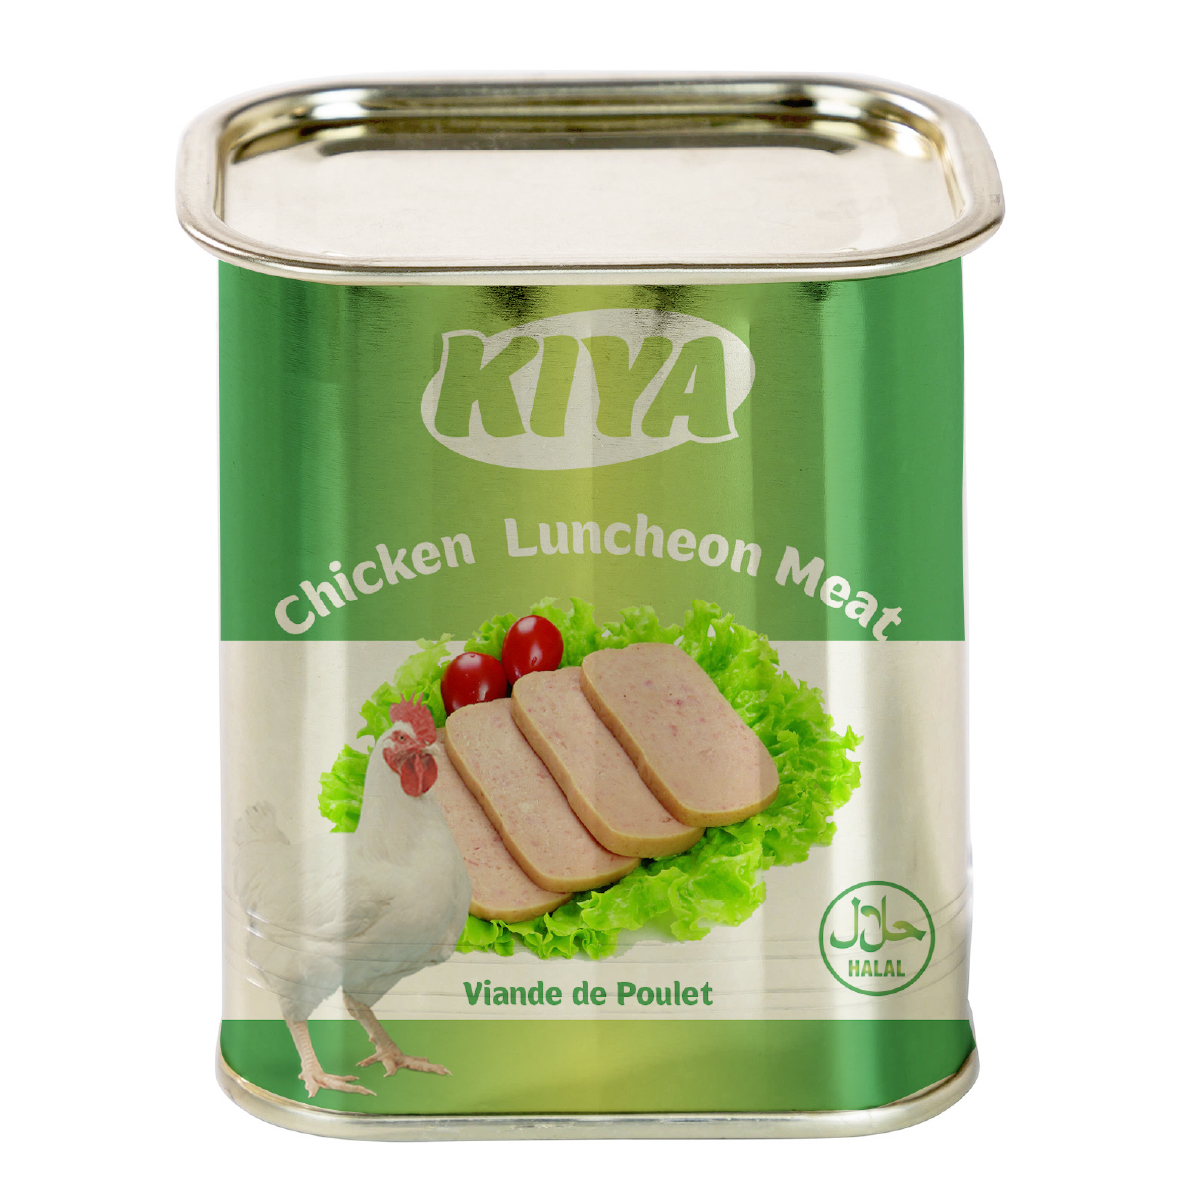 KIYA
Chicken Luncheon Meat
حلال
HALAL
Viande de Poulet